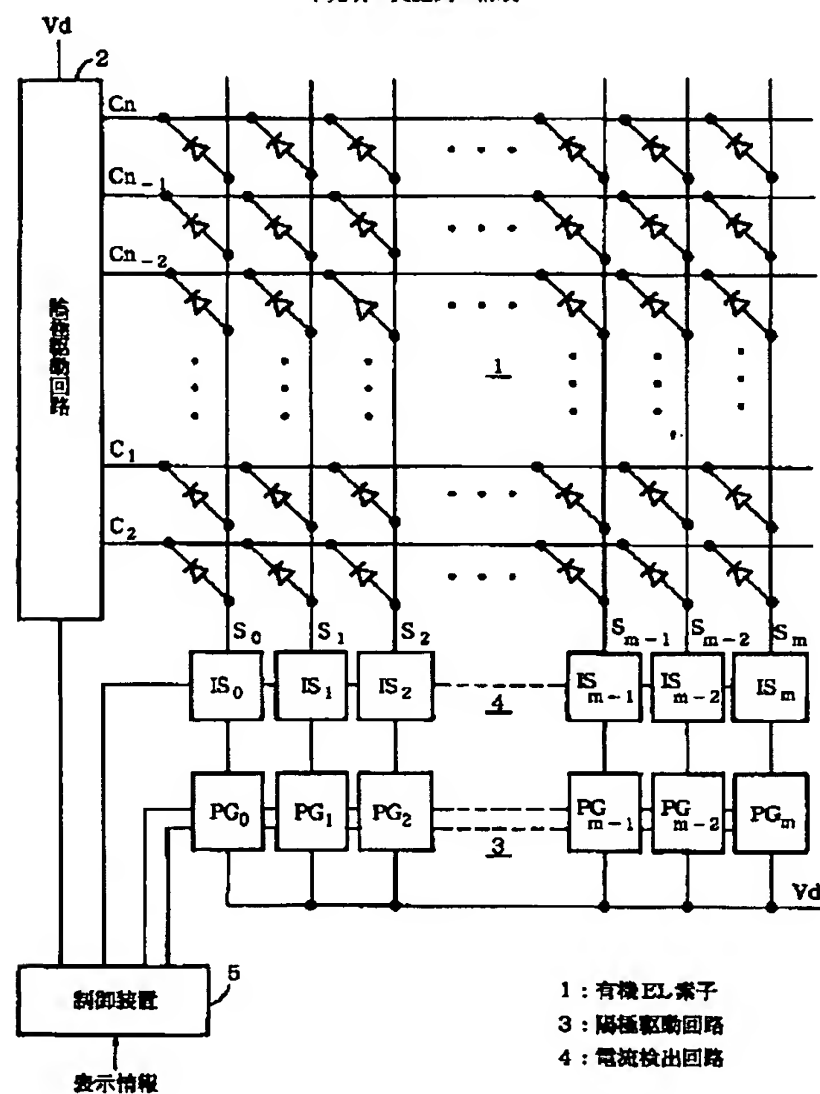 Vd
2
Cn
Cn-1
Cn-2
陰極駆動回路
1
C1
C2
S0 S1 S2 Sm-1 Sm-2 Sm
IS0 IS1 IS2 4 ISm-1 ISm-2 ISm
PG0 PG1 PG2 3 PGm-1 PGm-2 PGm
Vd
5
制御装置
表示情報
1：有機EL素子
3：陽極駆動回路
4：電流検出回路